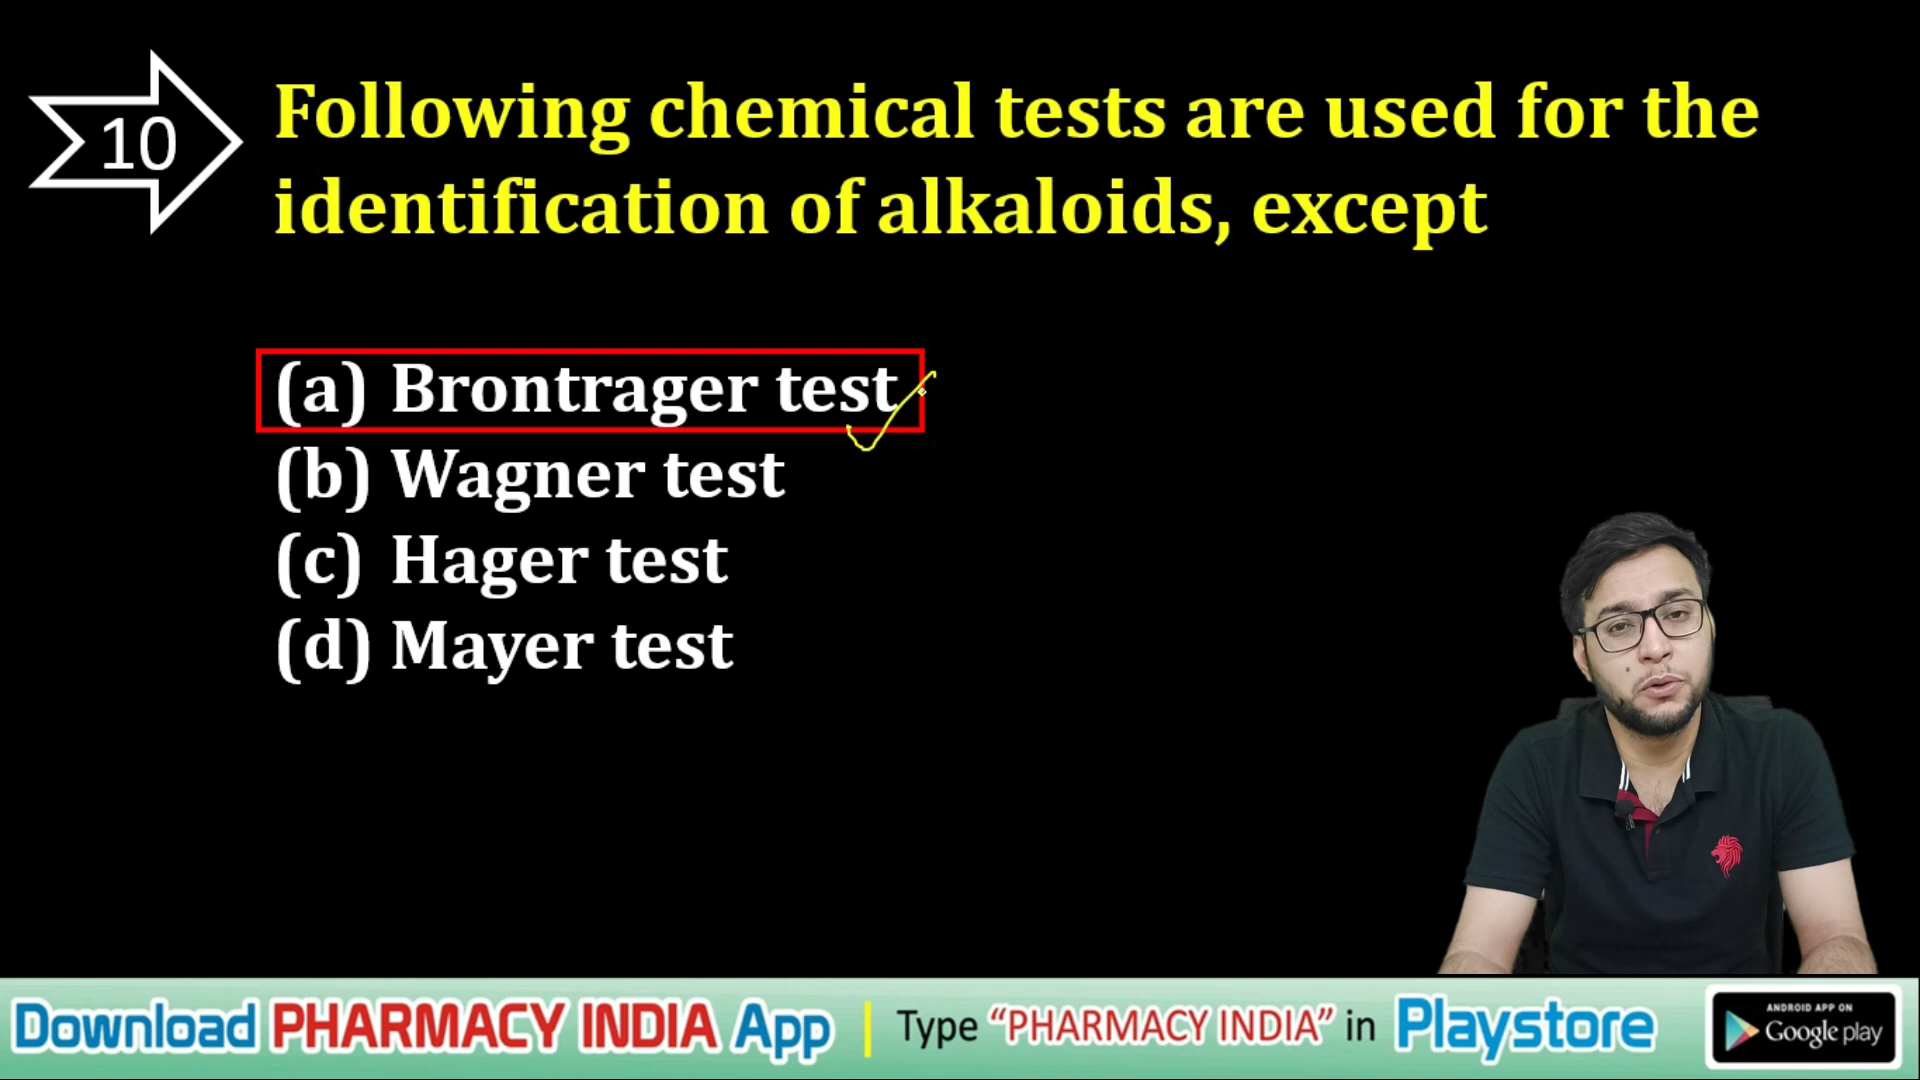 10
Following chemical tests are used for the
identification of alkaloids, except
(a) Brontrager test
(b) Wagner test
(c) Hager test
(d) Mayer test
Download PHARMACY INDIA App | Type “PHARMACY INDIA” in Playstore
ANDROID APP ON
Google play